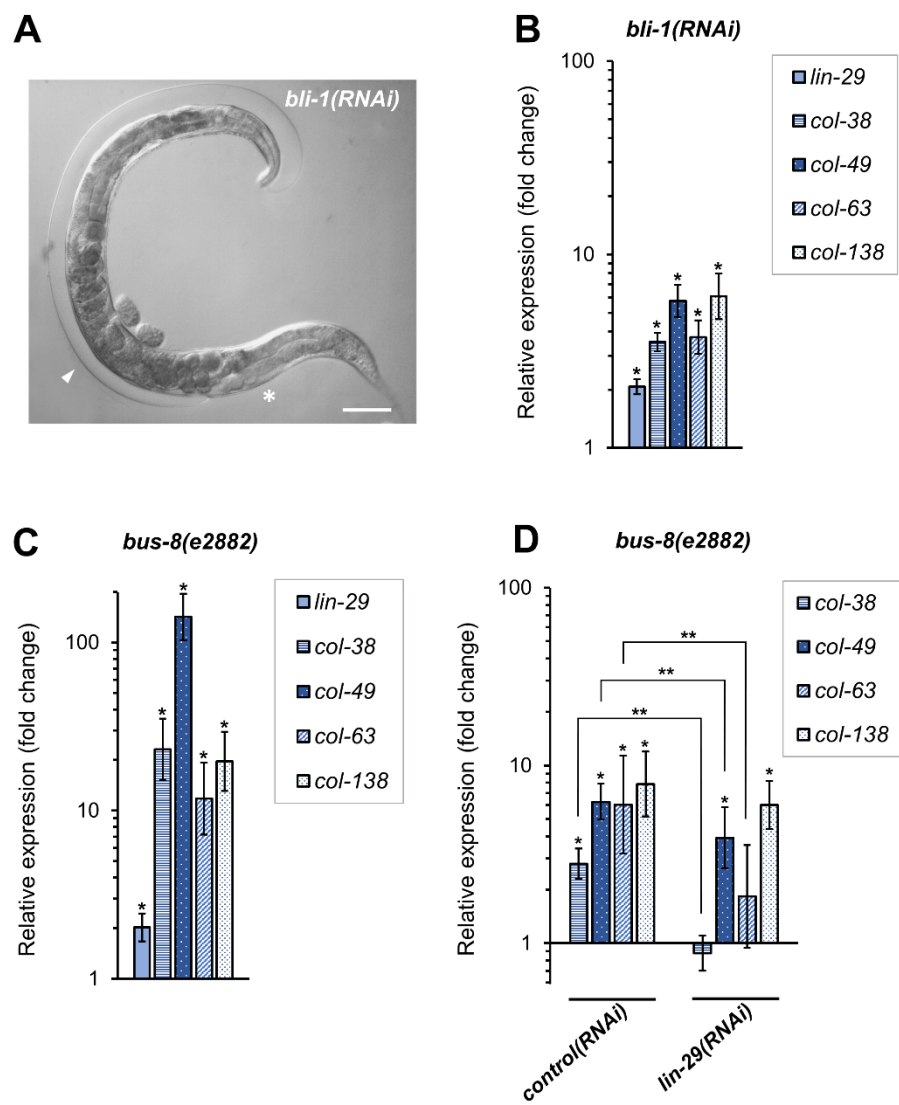 A
bli-1(RNAi)
*
B
bli-1(RNAi)
Relative expression (fold change)
100
10
1
* * * * *
lin-29
col-38
col-49
col-63
col-138
C
bus-8(e2882)
Relative expression (fold change)
100
10
1
* * * * *
lin-29
col-38
col-49
col-63
col-138
D
bus-8(e2882)
Relative expression (fold change)
100
10
1
**
**
**
* * * *
* *
control(RNAi)
lin-29(RNAi)
col-38
col-49
col-63
col-138